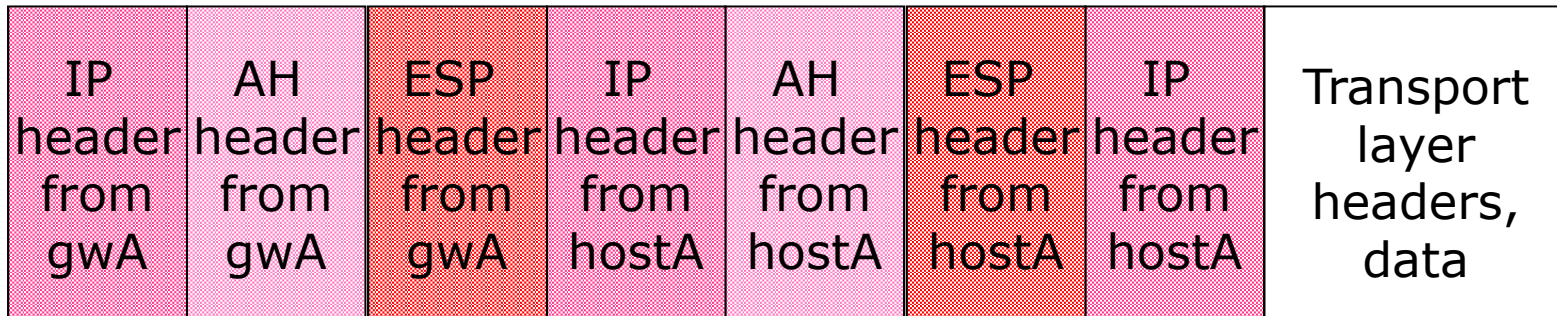 IP
header
from
gwA
AH
header
from
gwA
ESP
header
from
gwA
IP
header
from
hostA
AH
header
from
hostA
ESP
header
from
hostA
IP
header
from
hostA
Transport
layer
headers,
data